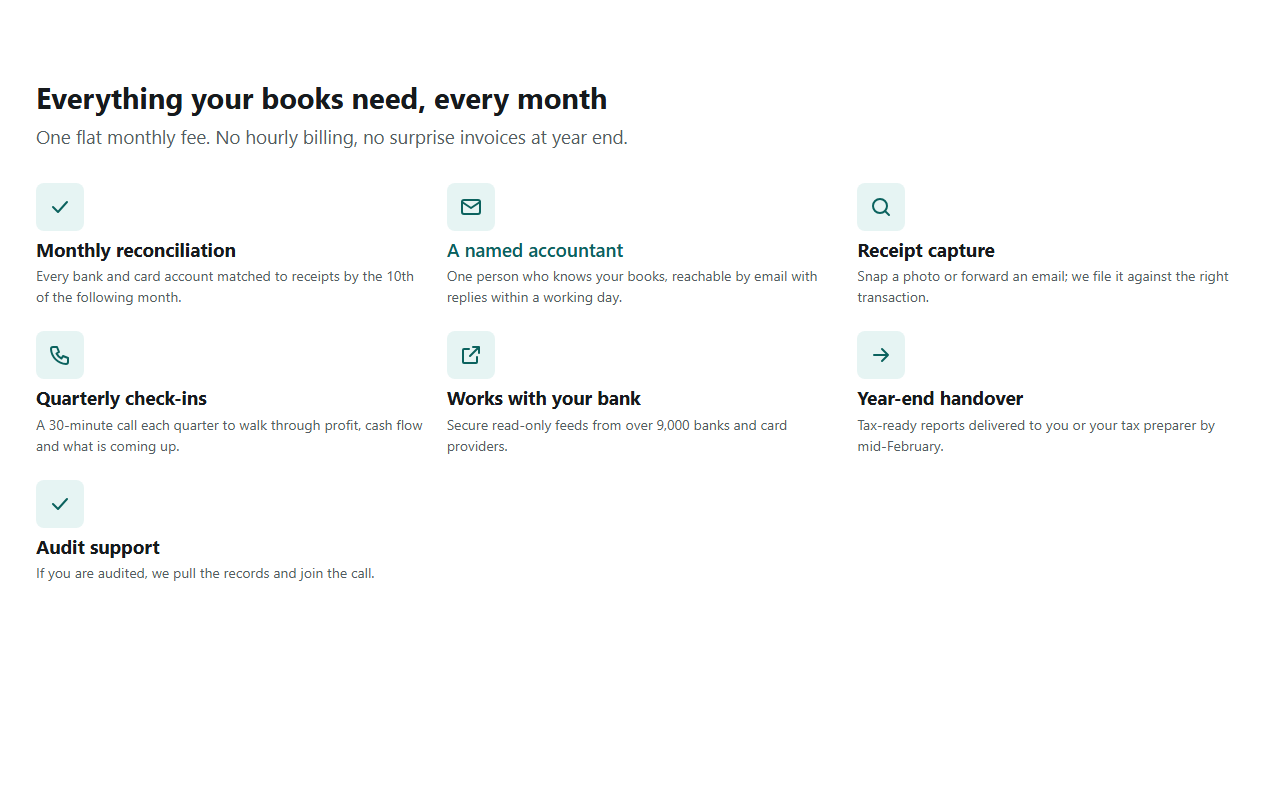 Everything your books need, every month
One flat monthly fee. No hourly billing, no surprise invoices at year end.
Monthly reconciliation
Every bank and card account matched to receipts by the 10th
of the following month.
A named accountant
One person who knows your books, reachable by email with
replies within a working day.
Receipt capture
Snap a photo or forward an email; we file it against the right
transaction.
Quarterly check-ins
A 30-minute call each quarter to walk through profit, cash flow
and what is coming up.
Works with your bank
Secure read-only feeds from over 9,000 banks and card
providers.
Year-end handover
Tax-ready reports delivered to you or your tax preparer by
mid-February.
Audit support
If you are audited, we pull the records and join the call.